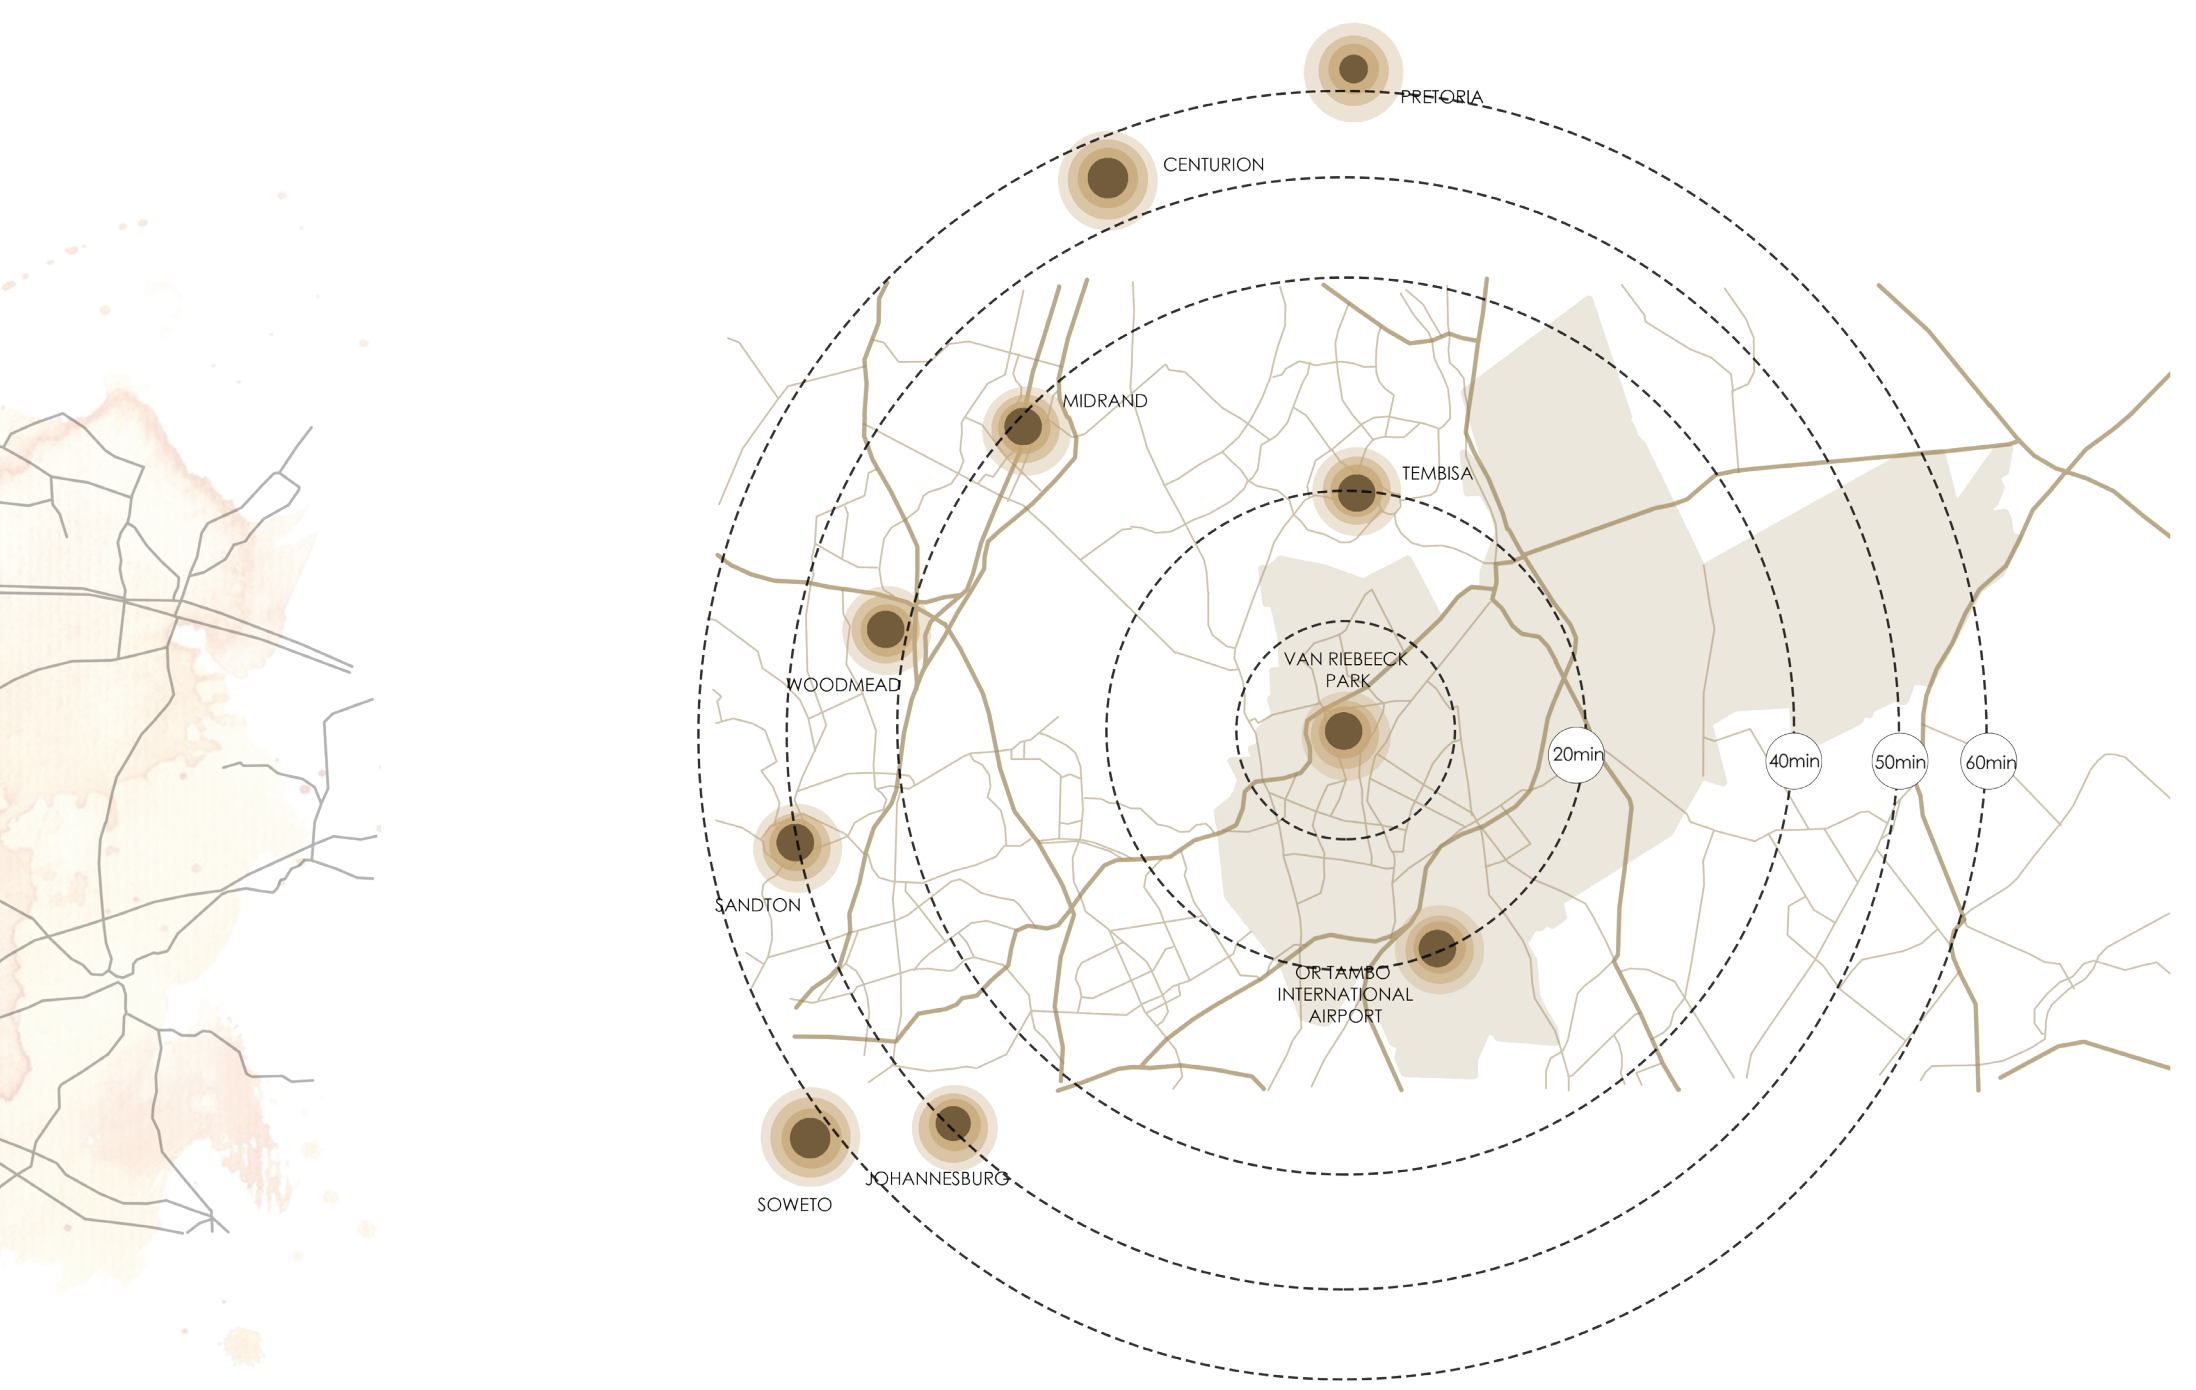 PRETORIA
CENTURION
MIDRAND
TEMBISA
VAN RIEBEECK
PARK
WOODMEAD
20min
40min
50min
60min
SANDTON
OR TAMBO
INTERNATIONAL
AIRPORT
JOHANNESBURG
SOWETO